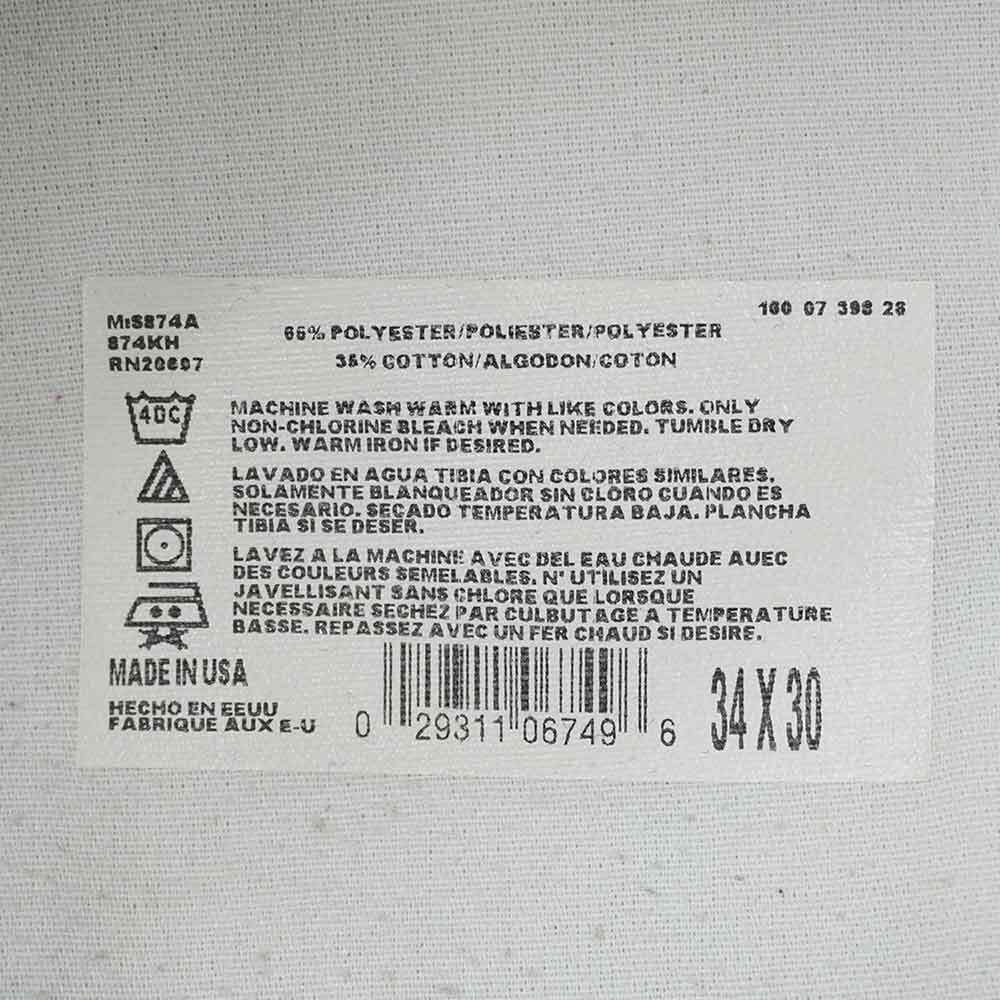 MIS874A
874KH
RN20697
160 07 398 28
65% POLYESTER/POLIESTER/POLYESTER
35% COTTON/ALGODON/COTON
40C
MACHINE WASH WARM WITH LIKE COLORS. ONLY
NON-CHLORINE BLEACH WHEN NEEDED. TUMBLE DRY
LOW. WARM IRON IF DESIRED.
LAVADO EN AGUA TIBIA CON COLORES SIMILARES.
SOLAMENTE BLANQUEADOR SIN CLORO CUANDO ES
NECESARIO. SECADO TEMPERATURA BAJA. PLANCHA
TIBIA SI SE DESER.
LAVEZ A LA MACHINE AVEC DEL EAU CHAUDE AUEC
DES COULEURS SEMELABLES. N' UTILISEZ UN
JAVELLISANT SANS CHLORE QUE LORSQUE
NECESSAIRE SECHEZ PAR CULBUTAGE A TEMPERATURE
BASSE. REPASSEZ AVEC UN FER CHAUD SI DESIRE.
MADE IN USA
HECHO EN EEUU
FABRIQUE AUX E-U
0 29311 06749 6
34 X 30